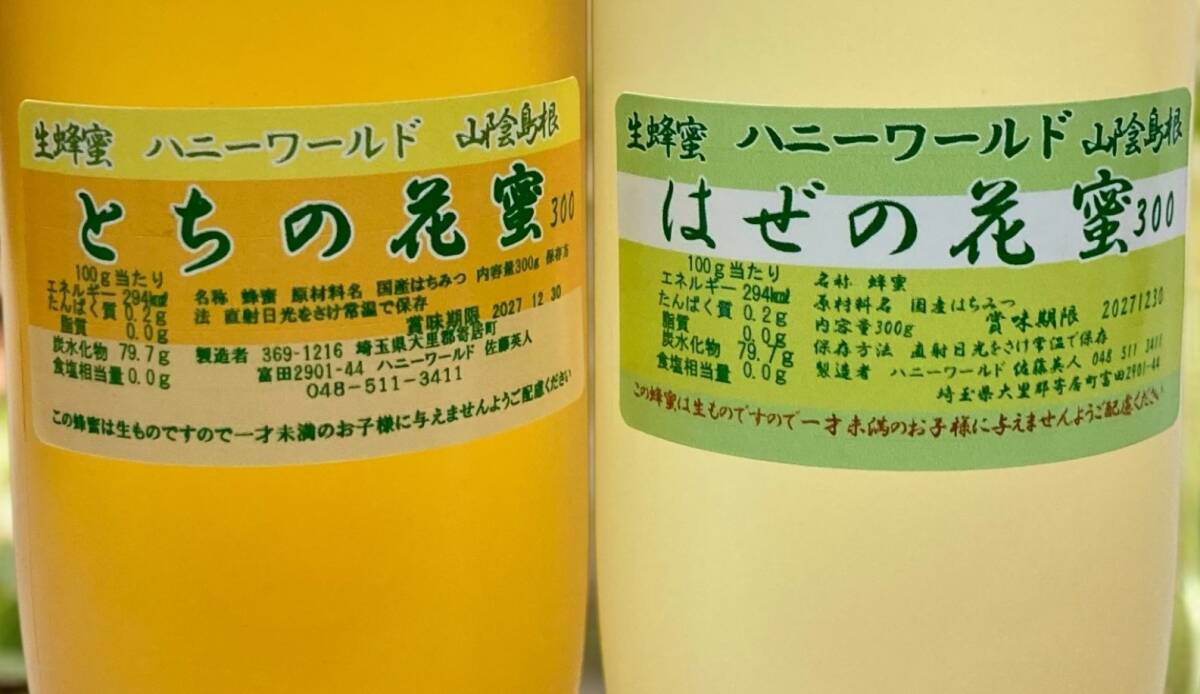 生蜂蜜 ハニーワールド 山陰島根
とちの花蜜300
100g当たり
エネルギー 294kcal
たんぱく質 0.2g
脂質 0.0g
炭水化物 79.7g
食塩相当量 0.0g
名称 蜂蜜 原材料名 国産はちみつ 内容量300g 保存方
法 直射日光をさけ常温で保存
賞味期限 2027 12 30
製造者 369-1216 埼玉県大里郡寄居町
富田2901-44 ハニーワールド 佐藤英人
048-511-3411
この蜂蜜は生ものですので一才未満のお子様に与えませんようご配慮ください
生蜂蜜 ハニーワールド 山陰島根
はぜの花蜜300
100g当たり
エネルギー 294kcal
たんぱく質 0.2g
脂質 0.0g
炭水化物 79.7g
食塩相当量 0.0g
名称 蜂蜜
原材料名 国産はちみつ
内容量300g 賞味期限 20271230
保存方法 直射日光をさけ常温で保存
製造者 ハニーワールド 佐藤英人 048 511 3411
埼玉県大里郡寄居町富田2901-44
この蜂蜜は生ものですので一才未満のお子様に与えませんようご配慮ください